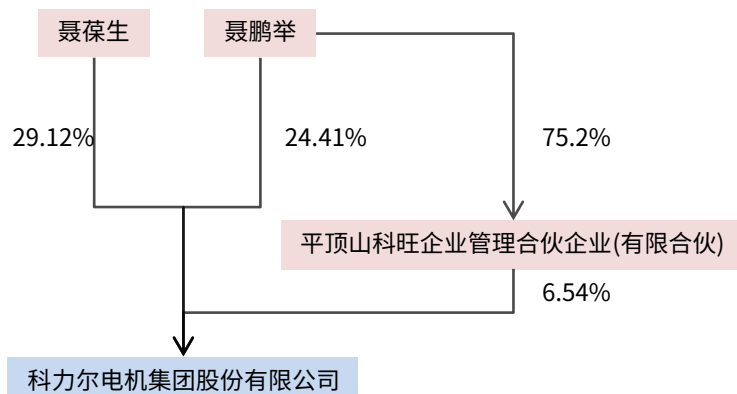 聂葆生
聂鹏举
29.12%
24.41%
75.2%
平顶山科旺企业管理合伙企业(有限合伙)
6.54%
科力尔电机集团股份有限公司